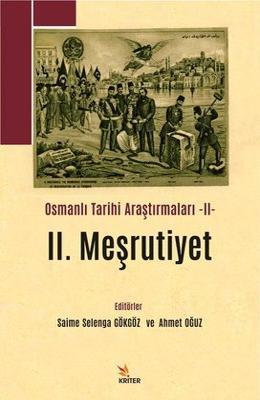 Osmanlı Tarihi Araştırmaları -II-
II. Meşrutiyet
Editörler
Saime Selenga GÖKGÖZ ve Ahmet OĞUZ
KRİTER